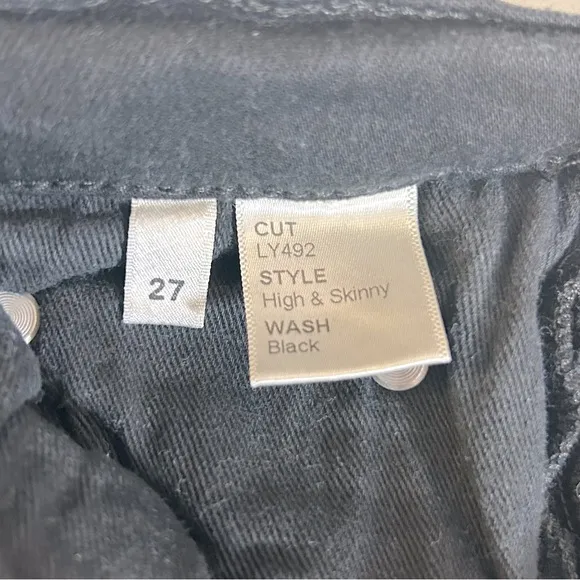 27
CUT
LY492
STYLE
High & Skinny
WASH
Black